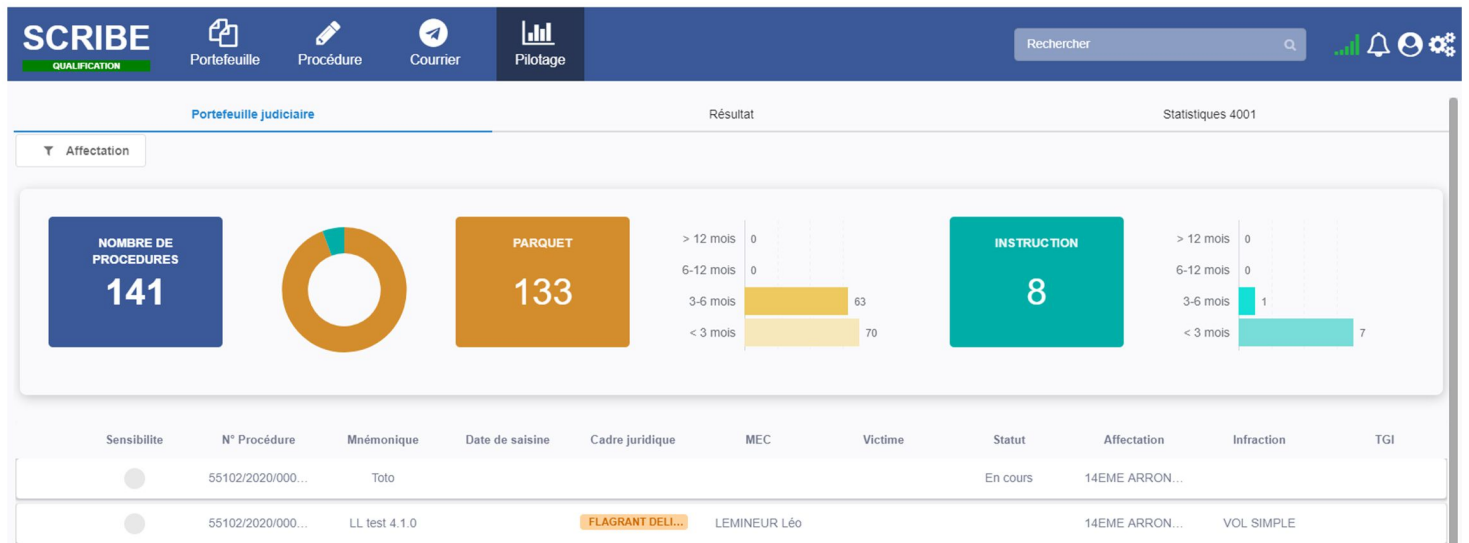 SCRIBE
QUALIFICATION
Portefeuille
Procédure
Courrier
Pilotage
Rechercher
Portefeuille judiciaire
Résultat
Statistiques 4001
Affectation
NOMBRE DE
PROCEDURES
141
PARQUET
133
> 12 mois 0
6-12 mois 0
3-6 mois 63
< 3 mois 70
INSTRUCTION
8
> 12 mois 0
6-12 mois 0
3-6 mois 1
< 3 mois 7
Sensibilite N° Procédure Mnémonique Date de saisine Cadre juridique MEC Victime Statut Affectation Infraction TGI
55102/2020/000... Toto En cours 14EME ARRON...
55102/2020/000... LL test 4.1.0 FLAGRANT DELI... LEMINEUR Léo 14EME ARRON... VOL SIMPLE